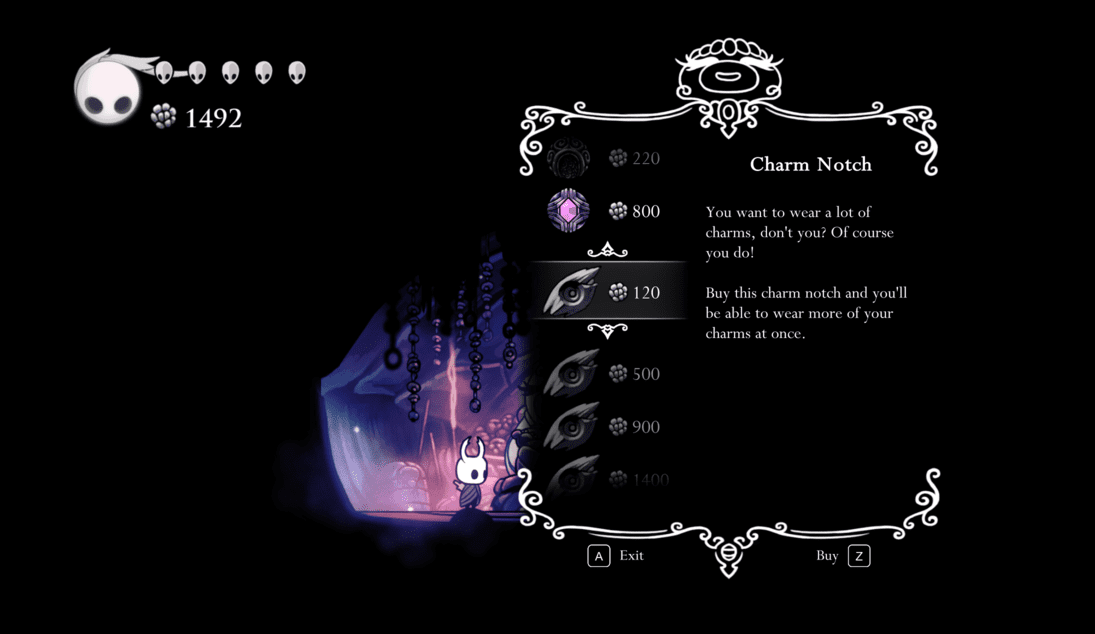 1492
220
800
120
500
900
1400
Charm Notch
You want to wear a lot of
charms, don't you? Of course
you do!
Buy this charm notch and you'll
be able to wear more of your
charms at once.
A Exit
Buy Z